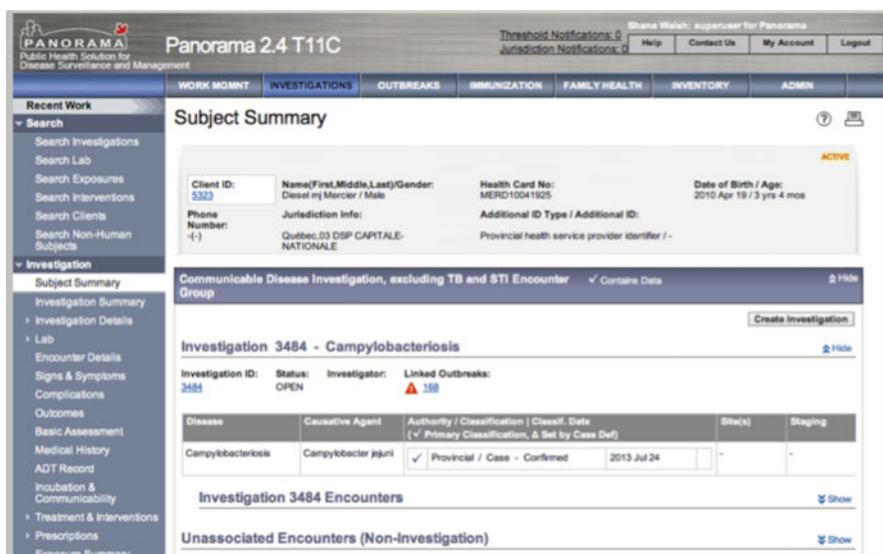 Shane Walsh: superuser for Panorama
PANORAMA
Public Health Solution for
Disease Surveillance and Management
Panorama 2.4 T11C
Threshold Notifications: 0
Jurisdiction Notifications: 0
Help Contact Us My Account Logout
WORK MGMNT INVESTIGATIONS OUTBREAKS IMMUNIZATION FAMILY HEALTH INVENTORY ADMIN
Recent Work
Search
Search Investigations
Search Lab
Search Exposures
Search Interventions
Search Clients
Search Non-Human
Subjects
Investigation
Subject Summary
Investigation Summary
Investigation Details
Lab
Encounter Details
Signs & Symptoms
Complications
Outcomes
Basic Assessment
Medical History
ADT Record
Incubation &
Communicability
Treatment & Interventions
Prescriptions
Exposure Summary
Subject Summary
ACTIVE
Client ID: Name(First,Middle,Last)/Gender: Health Card No: Date of Birth / Age:
5323 Diesel mj Mercier / Male MERD10041925 2010 Apr 19 / 3 yrs 4 mos
Phone
Number: Jurisdiction Info: Additional ID Type / Additional ID:
-(-) Québec,03 DSP CAPITALE-
NATIONALE Provincial health service provider identifier / -
Communicable Disease Investigation, excluding TB and STI Encounter
Group ✓ Contains Data Hide
Create Investigation
Investigation 3484 - Campylobacteriosis Hide
Investigation ID: Status: Investigator: Linked Outbreaks:
3484 OPEN 168
Disease Causative Agent Authority / Classification | Classif. Date
(✓ Primary Classification, Δ Set by Case Def) Site(s) Staging
Campylobacteriosis Campylobacter jejuni ✓ Provincial / Case - Confirmed 2013 Jul 24 - -
Investigation 3484 Encounters Show
Unassociated Encounters (Non-Investigation) Show